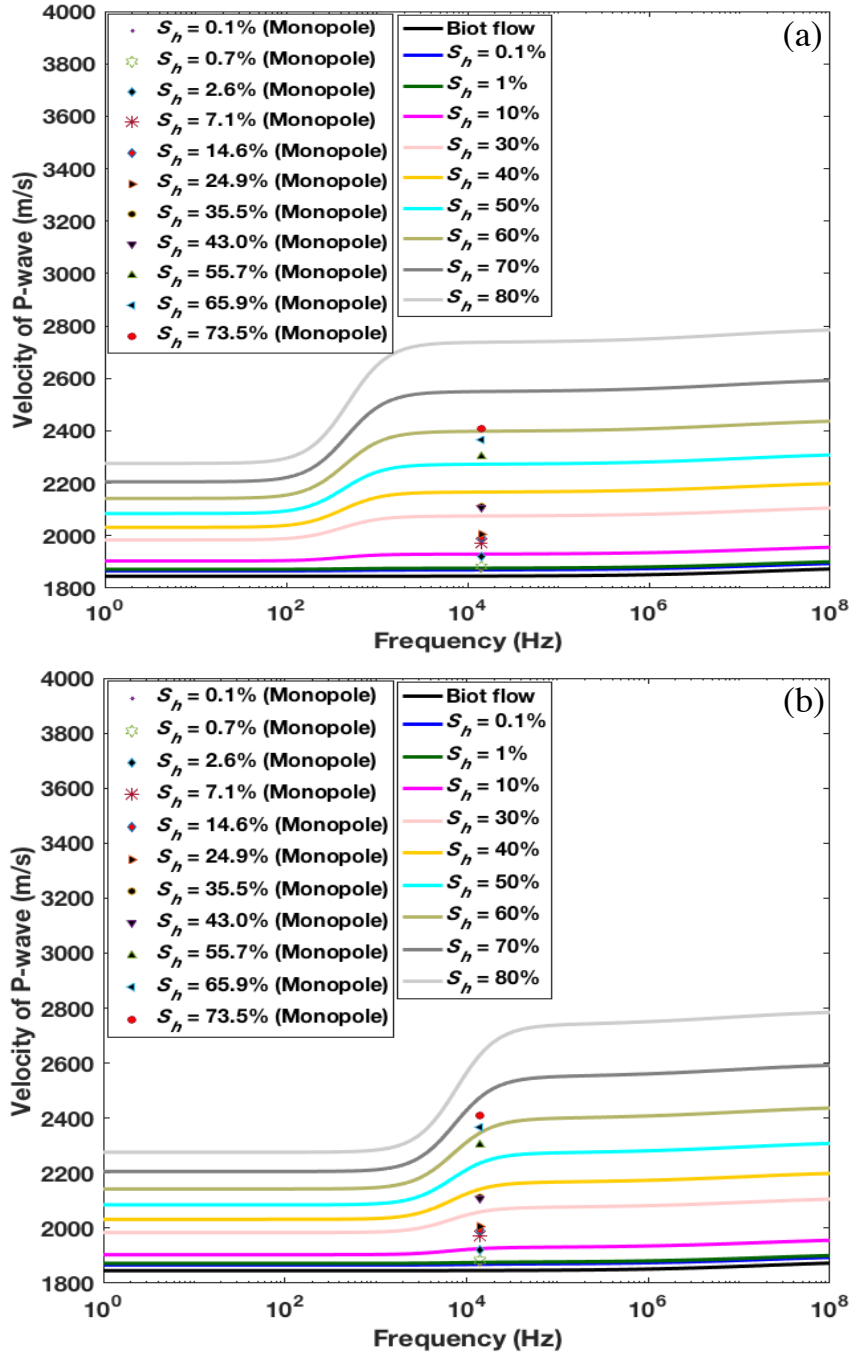 (a)
4000
3800
3600
3400
3200
3000
2800
2600
2400
2200
2000
1800
Velocity of P-wave (m/s)
S_h = 0.1% (Monopole)
S_h = 0.7% (Monopole)
S_h = 2.6% (Monopole)
S_h = 7.1% (Monopole)
S_h = 14.6% (Monopole)
S_h = 24.9% (Monopole)
S_h = 35.5% (Monopole)
S_h = 43.0% (Monopole)
S_h = 55.7% (Monopole)
S_h = 65.9% (Monopole)
S_h = 73.5% (Monopole)
Biot flow
S_h = 0.1%
S_h = 1%
S_h = 10%
S_h = 30%
S_h = 40%
S_h = 50%
S_h = 60%
S_h = 70%
S_h = 80%
10^0 10^2 10^4 10^6 10^8
Frequency (Hz)
(b)
4000
3800
3600
3400
3200
3000
2800
2600
2400
2200
2000
1800
Velocity of P-wave (m/s)
S_h = 0.1% (Monopole)
S_h = 0.7% (Monopole)
S_h = 2.6% (Monopole)
S_h = 7.1% (Monopole)
S_h = 14.6% (Monopole)
S_h = 24.9% (Monopole)
S_h = 35.5% (Monopole)
S_h = 43.0% (Monopole)
S_h = 55.7% (Monopole)
S_h = 65.9% (Monopole)
S_h = 73.5% (Monopole)
Biot flow
S_h = 0.1%
S_h = 1%
S_h = 10%
S_h = 30%
S_h = 40%
S_h = 50%
S_h = 60%
S_h = 70%
S_h = 80%
10^0 10^2 10^4 10^6 10^8
Frequency (Hz)